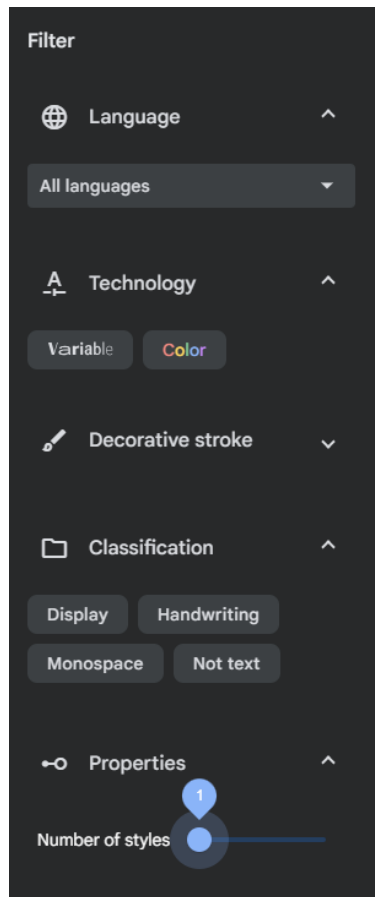 Filter
Language
All languages
A Technology
Variable Color
Decorative stroke
Classification
Display Handwriting
Monospace Not text
Properties
1
Number of styles